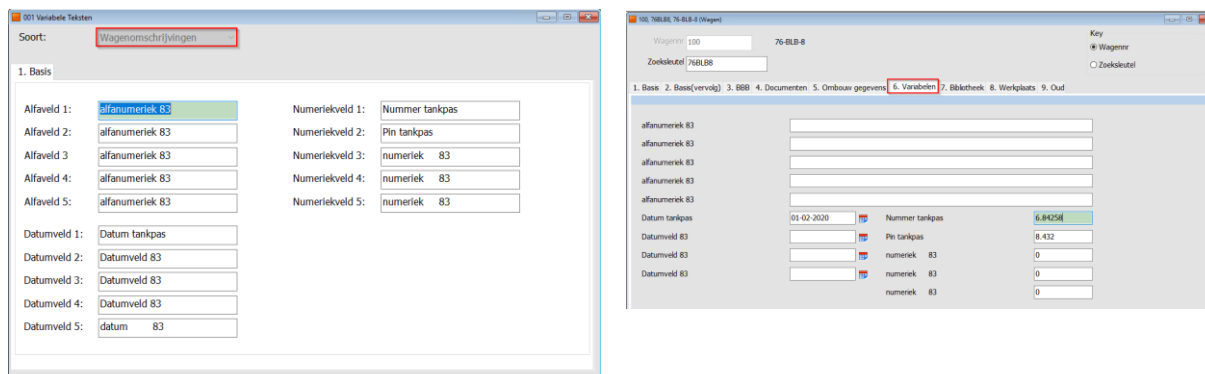 001 Variabele Teksten
Soort: Wagenomschrijvingen
1. Basis
Alfaveld 1: alfanumeriek 83 Numeriekveld 1: Nummer tankpas
Alfaveld 2: alfanumeriek 83 Numeriekveld 2: Pin tankpas
Alfaveld 3 alfanumeriek 83 Numeriekveld 3: numeriek 83
Alfaveld 4: alfanumeriek 83 Numeriekveld 4: numeriek 83
Alfaveld 5: alfanumeriek 83 Numeriekveld 5: numeriek 83
Datumveld 1: Datum tankpas
Datumveld 2: Datumveld 83
Datumveld 3: Datumveld 83
Datumveld 4: Datumveld 83
Datumveld 5: datum 83
100, 76BLB8, 76-BLB-8 (Wagen)
Wagennr 100 76-BLB-8
Zoeksleutel 76BLB8
Key
Wagennr
Zoeksleutel
1. Basis 2. Basis(vervolg) 3. BBB 4. Documenten 5. Ombouw gegevens 6. Variabelen 7. Bibliotheek 8. Werkplaats 9. Oud
alfanumeriek 83
alfanumeriek 83
alfanumeriek 83
alfanumeriek 83
alfanumeriek 83
Datum tankpas 01-02-2020 Nummer tankpas 6.84258
Datumveld 83 Pin tankpas 8.432
Datumveld 83 numeriek 83 0
Datumveld 83 numeriek 83 0
numeriek 83 0